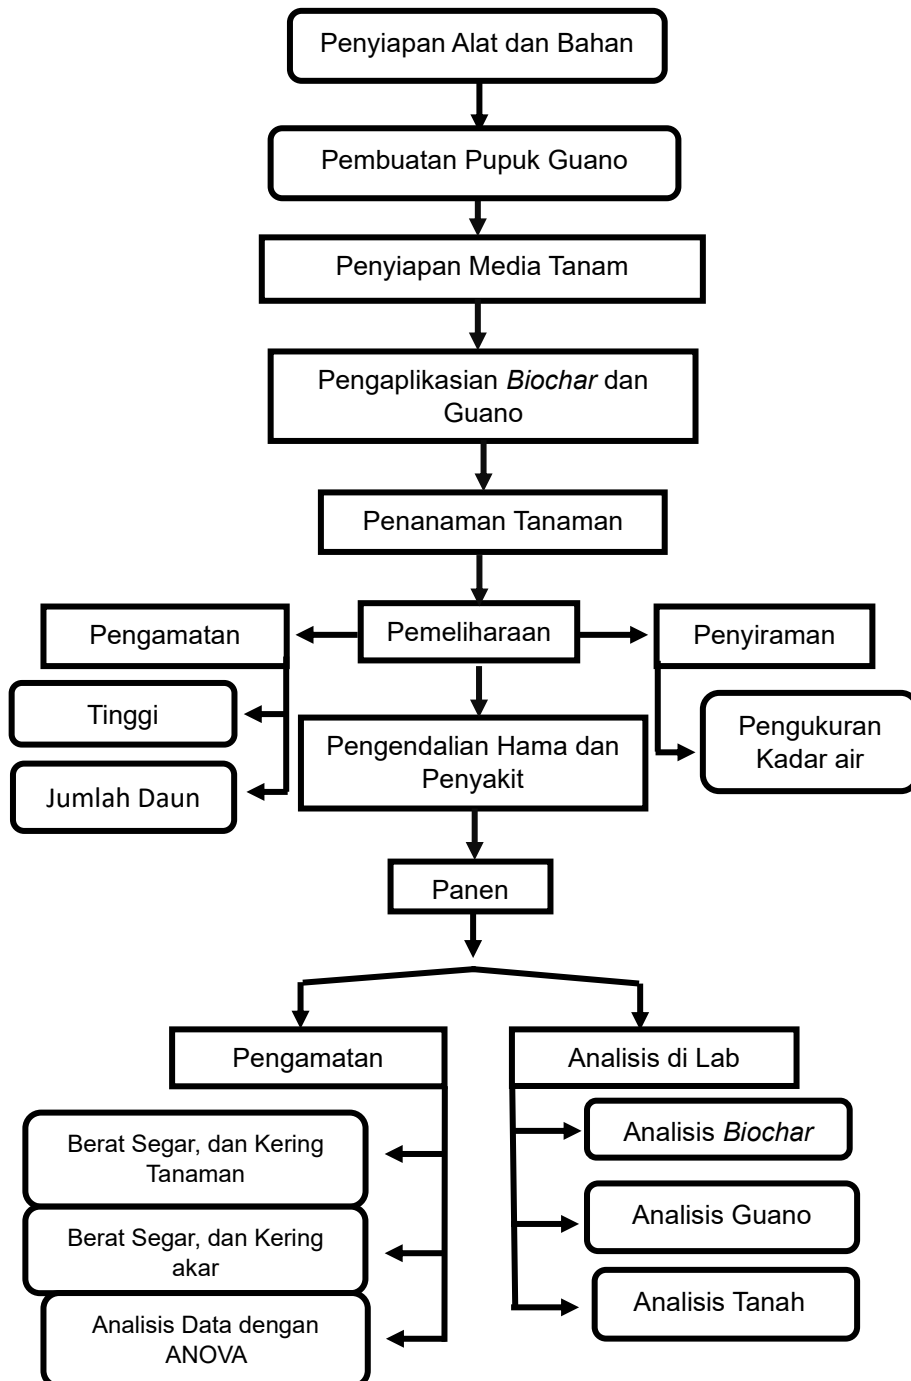 Penyiapan Alat dan Bahan
Pembuatan Pupuk Guano
Penyiapan Media Tanam
Pengaplikasian Biochar dan
Guano
Penanaman Tanaman
Pengamatan
Pemeliharaan
Penyiraman
Tinggi
Jumlah Daun
Pengendalian Hama dan
Penyakit
Pengukuran
Kadar air
Panen
Pengamatan
Analisis di Lab
Berat Segar, dan Kering
Tanaman
Berat Segar, dan Kering
akar
Analisis Data dengan
ANOVA
Analisis Biochar
Analisis Guano
Analisis Tanah